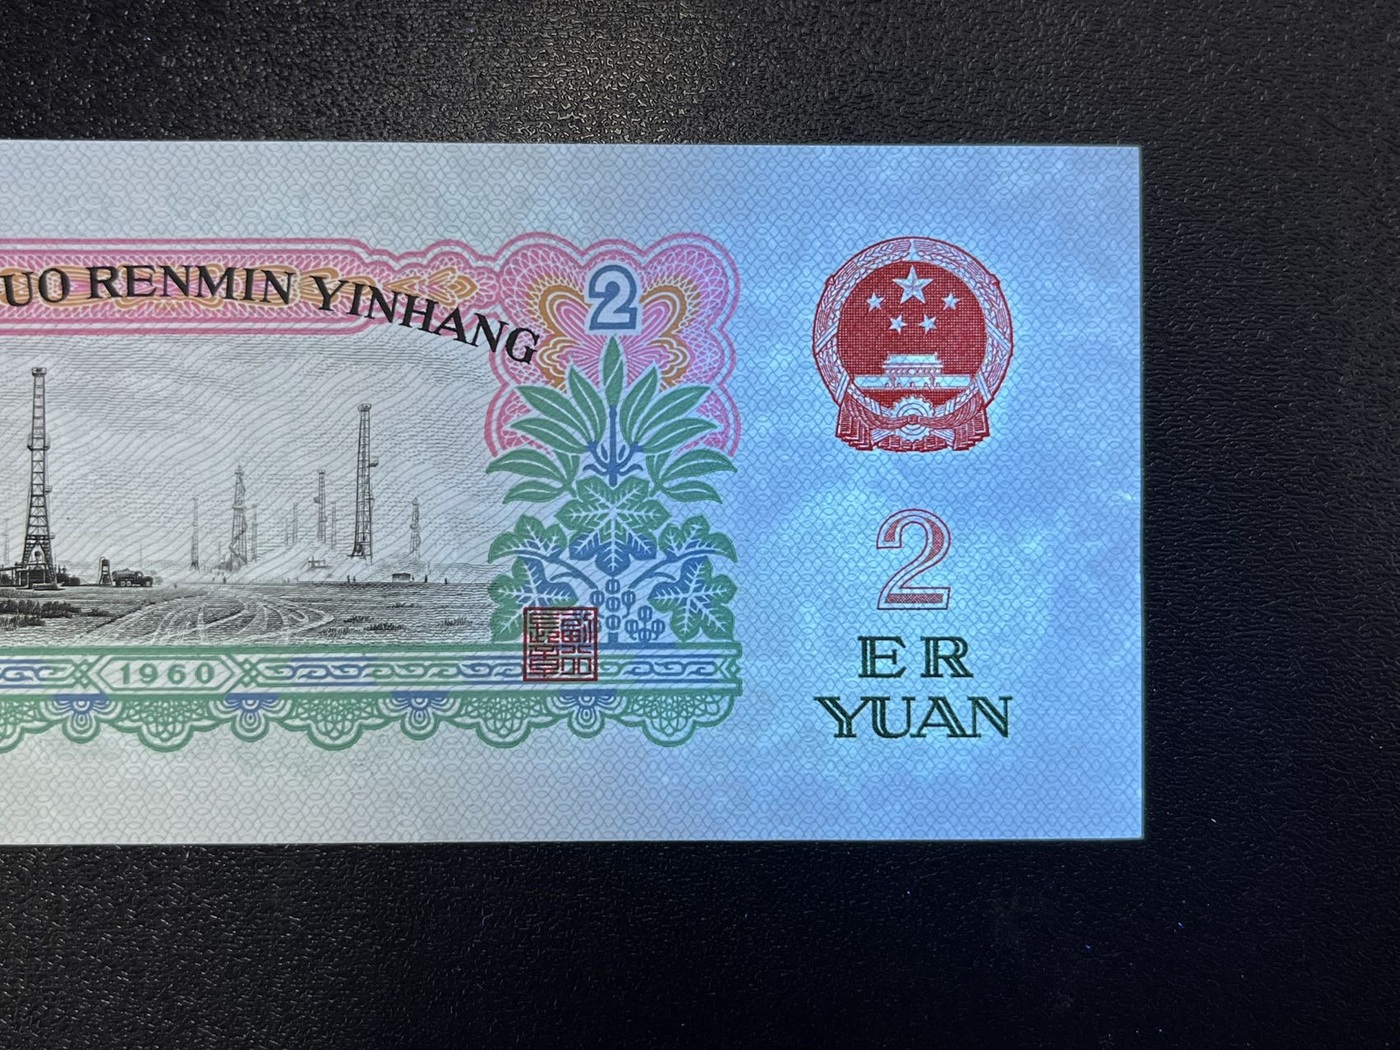 UO RENMIN YINHANG
2
2
ER
YUAN
1960